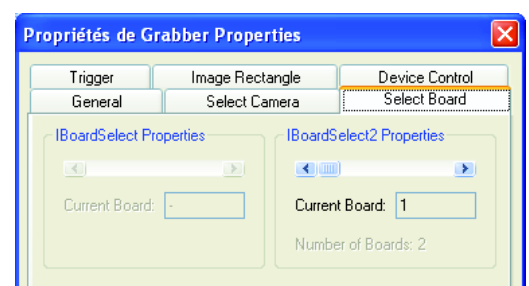 Propriétés de Grabber Properties
Trigger
Image Rectangle
Device Control
General
Select Camera
Select Board
IBoardSelect Properties
IBoardSelect2 Properties
Current Board: -
Current Board: 1
Number of Boards: 2